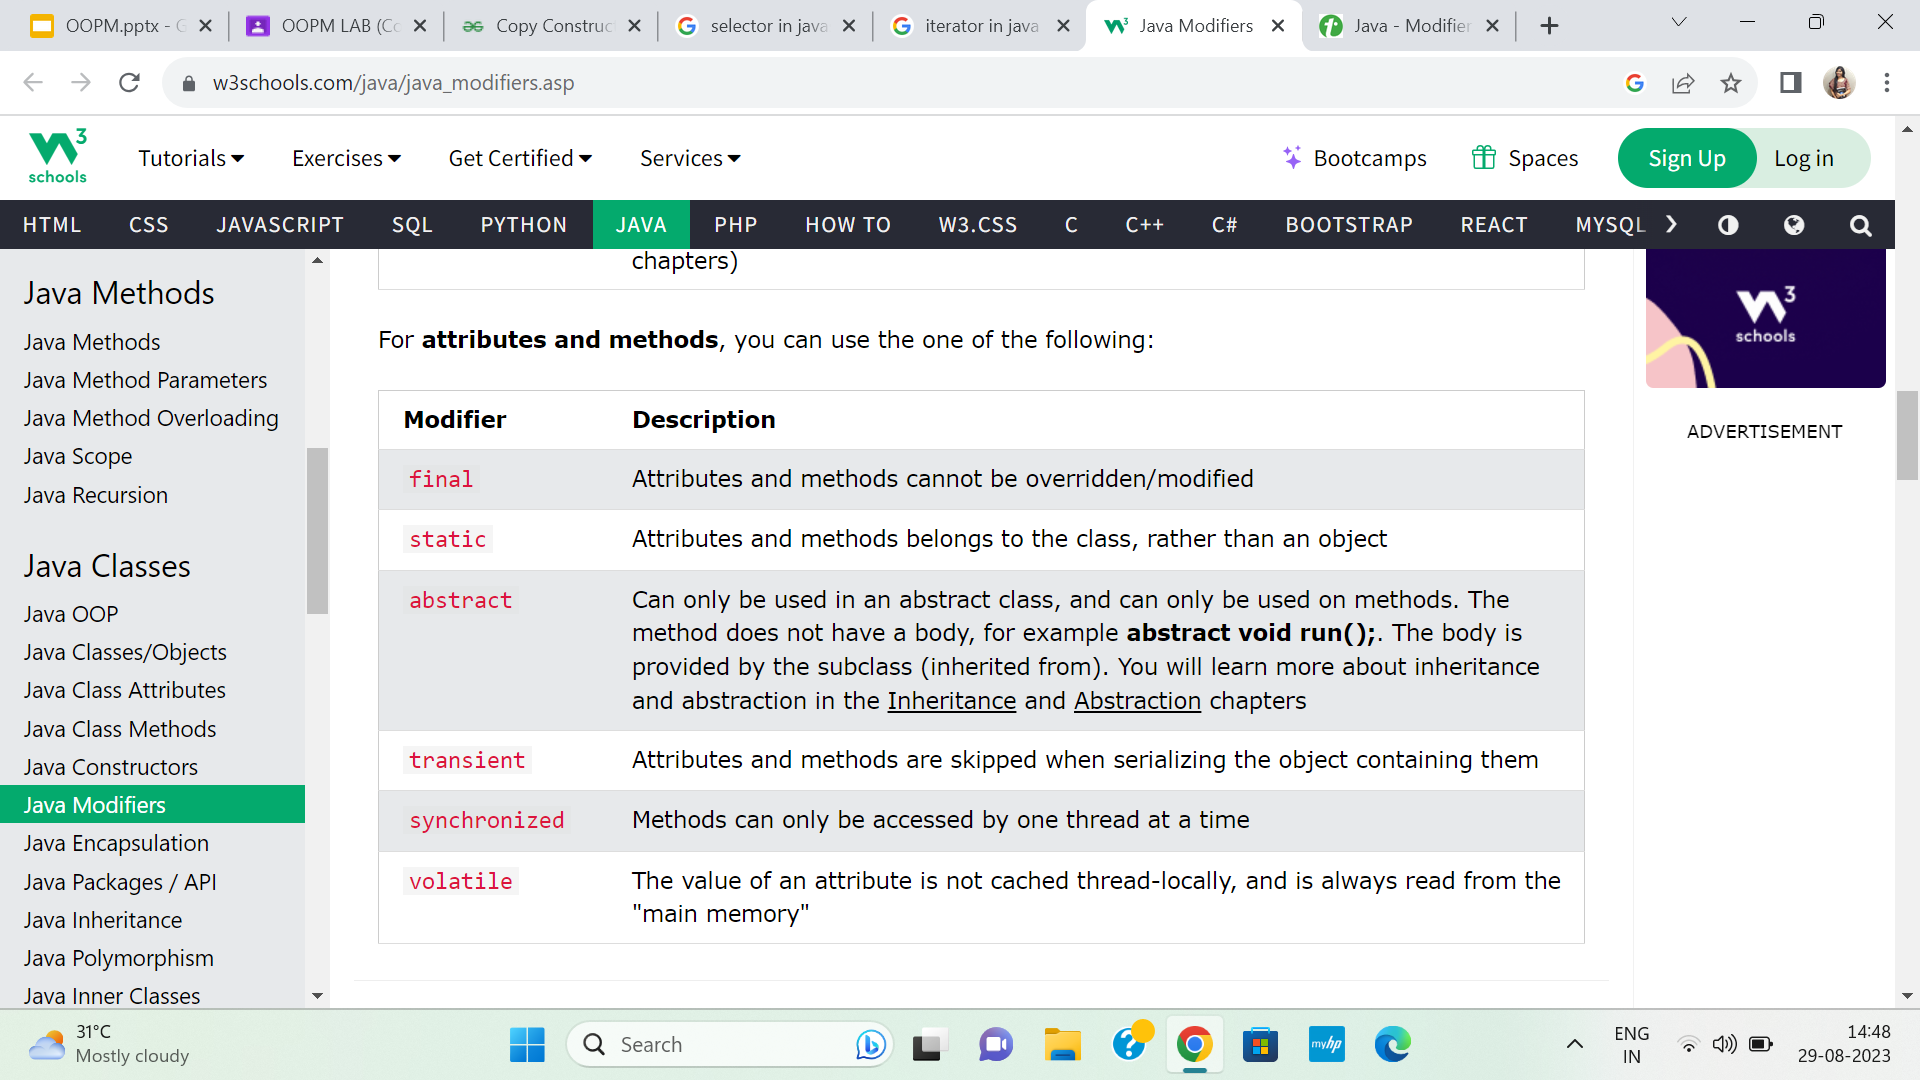 OOPM.pptx - G
OOPM LAB (Co
Copy Construc
selector in java
iterator in java
Java Modifiers
Java - Modifier
w3schools.com/java/java_modifiers.asp
3
schools
Tutorials
Exercises
Get Certified
Services
Bootcamps
Spaces
Sign Up
Log in
HTML CSS JAVASCRIPT SQL PYTHON JAVA PHP HOW TO W3.CSS C C++ C# BOOTSTRAP REACT MYSQL
Java Methods
Java Methods
Java Method Parameters
Java Method Overloading
Java Scope
Java Recursion
Java Classes
Java OOP
Java Classes/Objects
Java Class Attributes
Java Class Methods
Java Constructors
Java Modifiers
Java Encapsulation
Java Packages / API
Java Inheritance
Java Polymorphism
Java Inner Classes
chapters)
For attributes and methods, you can use the one of the following:
Modifier Description
final Attributes and methods cannot be overridden/modified
static Attributes and methods belongs to the class, rather than an object
abstract Can only be used in an abstract class, and can only be used on methods. The
method does not have a body, for example abstract void run();. The body is
provided by the subclass (inherited from). You will learn more about inheritance
and abstraction in the Inheritance and Abstraction chapters
transient Attributes and methods are skipped when serializing the object containing them
synchronized Methods can only be accessed by one thread at a time
volatile The value of an attribute is not cached thread-locally, and is always read from the
"main memory"
3
schools
ADVERTISEMENT
31°C
Mostly cloudy
Search
myhp
ENG
IN
14:48
29-08-2023